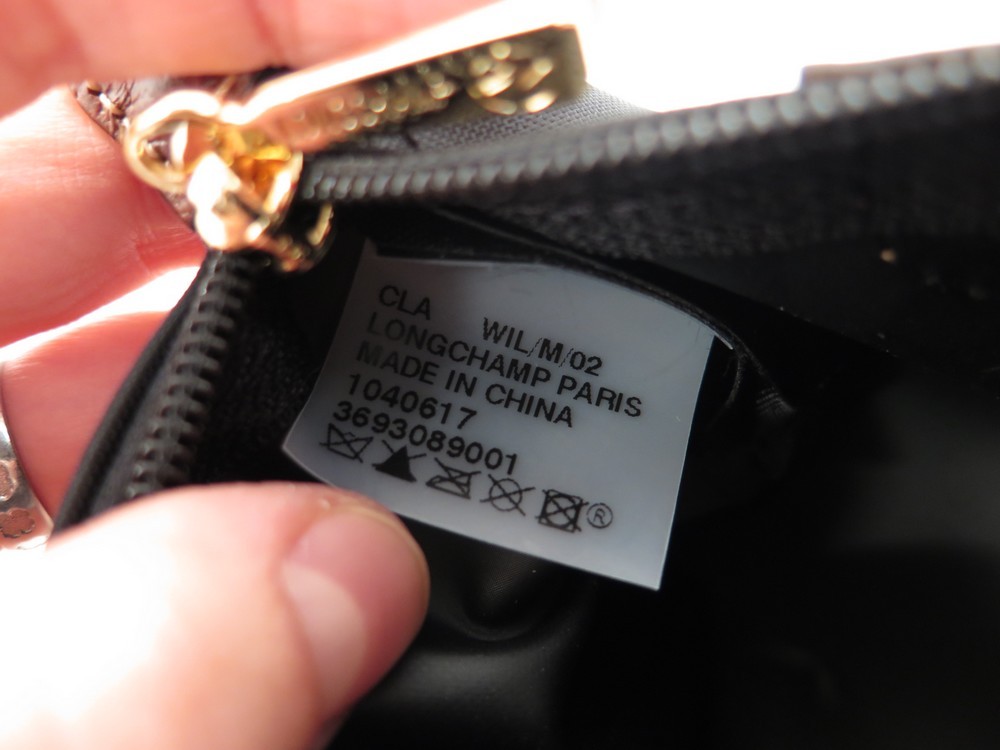 CLA WIL/M/02
LONGCHAMP PARIS
MADE IN CHINA
1040617
3693089001
®